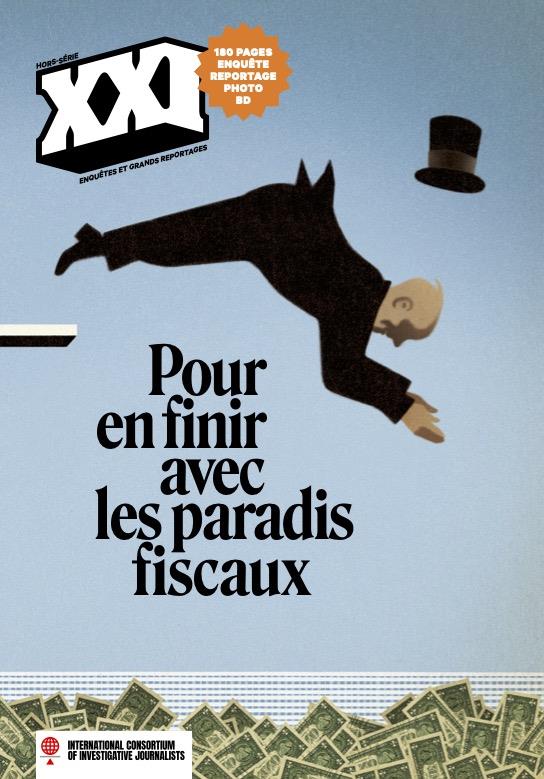 HORS-SÉRIE
XXI
ENQUÊTES ET GRANDS REPORTAGES
180 PAGES
ENQUÊTE
REPORTAGE
PHOTO
BD
Pour
en finir
avec
les paradis
fiscaux
INTERNATIONAL CONSORTIUM
OF INVESTIGATIVE JOURNALISTS